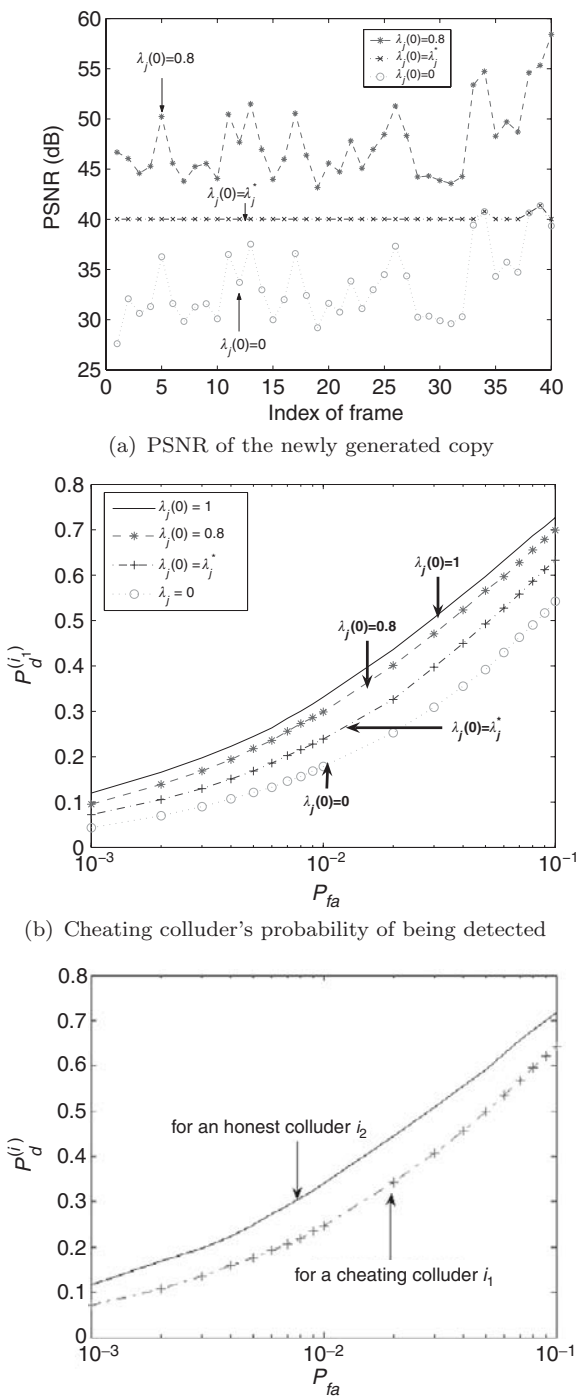 60
55
50
45
40
35
30
25
PSNR (dB)
λj(0)=0.8
λj(0)=λj*
λj(0)=0
λj(0)=0.8
λj(0)=λj*
λj(0)=0
0 5 10 15 20 25 30 35 40
Index of frame
(a) PSNR of the newly generated copy
0.8
0.7
0.6
0.5
0.4
0.3
0.2
0.1
0
Pd(i1)
λj(0) = 1
λj(0) = 0.8
λj(0) = λj*
λj = 0
λj(0)=1
λj(0)=0.8
λj(0)=λj*
λj(0)=0
10−3 10−2 10−1
Pfa
(b) Cheating colluder's probability of being detected
0.8
0.7
0.6
0.5
0.4
0.3
0.2
0.1
0
Pd(i)
for an honest colluder i2
for a cheating colluder i1
10−3 10−2 10−1
Pfa